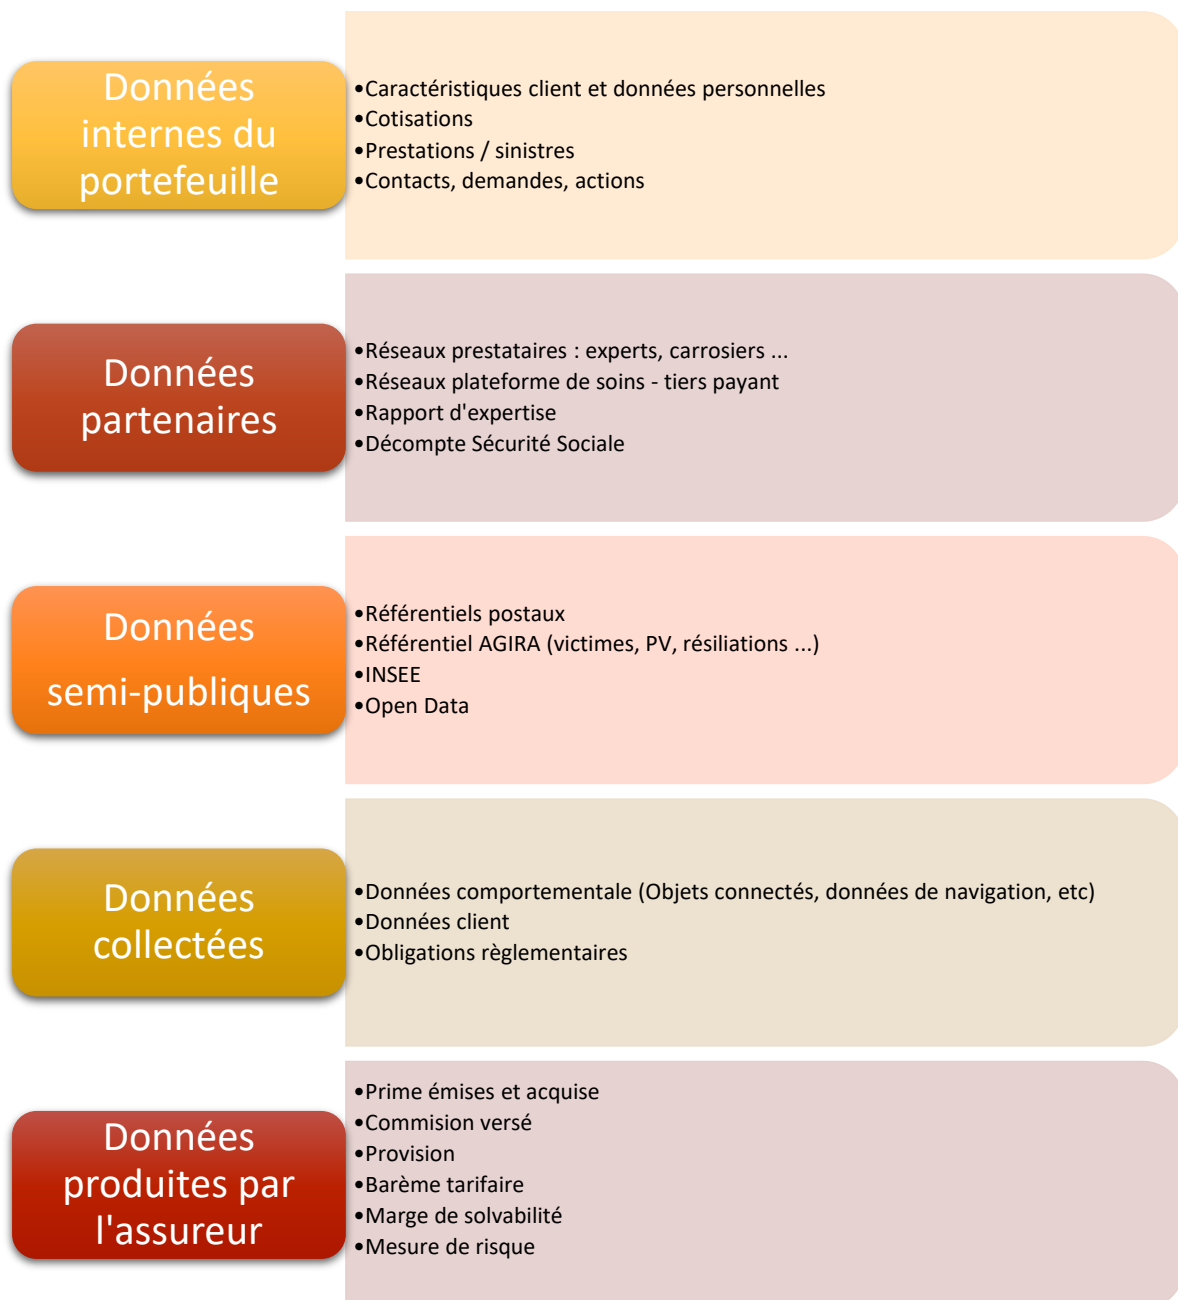 Données
internes du
portefeuille
•Caractéristiques client et données personnelles
•Cotisations
•Prestations / sinistres
•Contacts, demandes, actions
Données
partenaires
•Réseaux prestataires : experts, carrosiers ...
•Réseaux plateforme de soins - tiers payant
•Rapport d'expertise
•Décompte Sécurité Sociale
Données
semi-publiques
•Référentiels postaux
•Référentiel AGIRA (victimes, PV, résiliations ...)
•INSEE
•Open Data
Données
collectées
•Données comportementale (Objets connectés, données de navigation, etc)
•Données client
•Obligations règlementaires
Données
produites par
l'assureur
•Prime émises et acquise
•Commision versé
•Provision
•Barème tarifaire
•Marge de solvabilité
•Mesure de risque